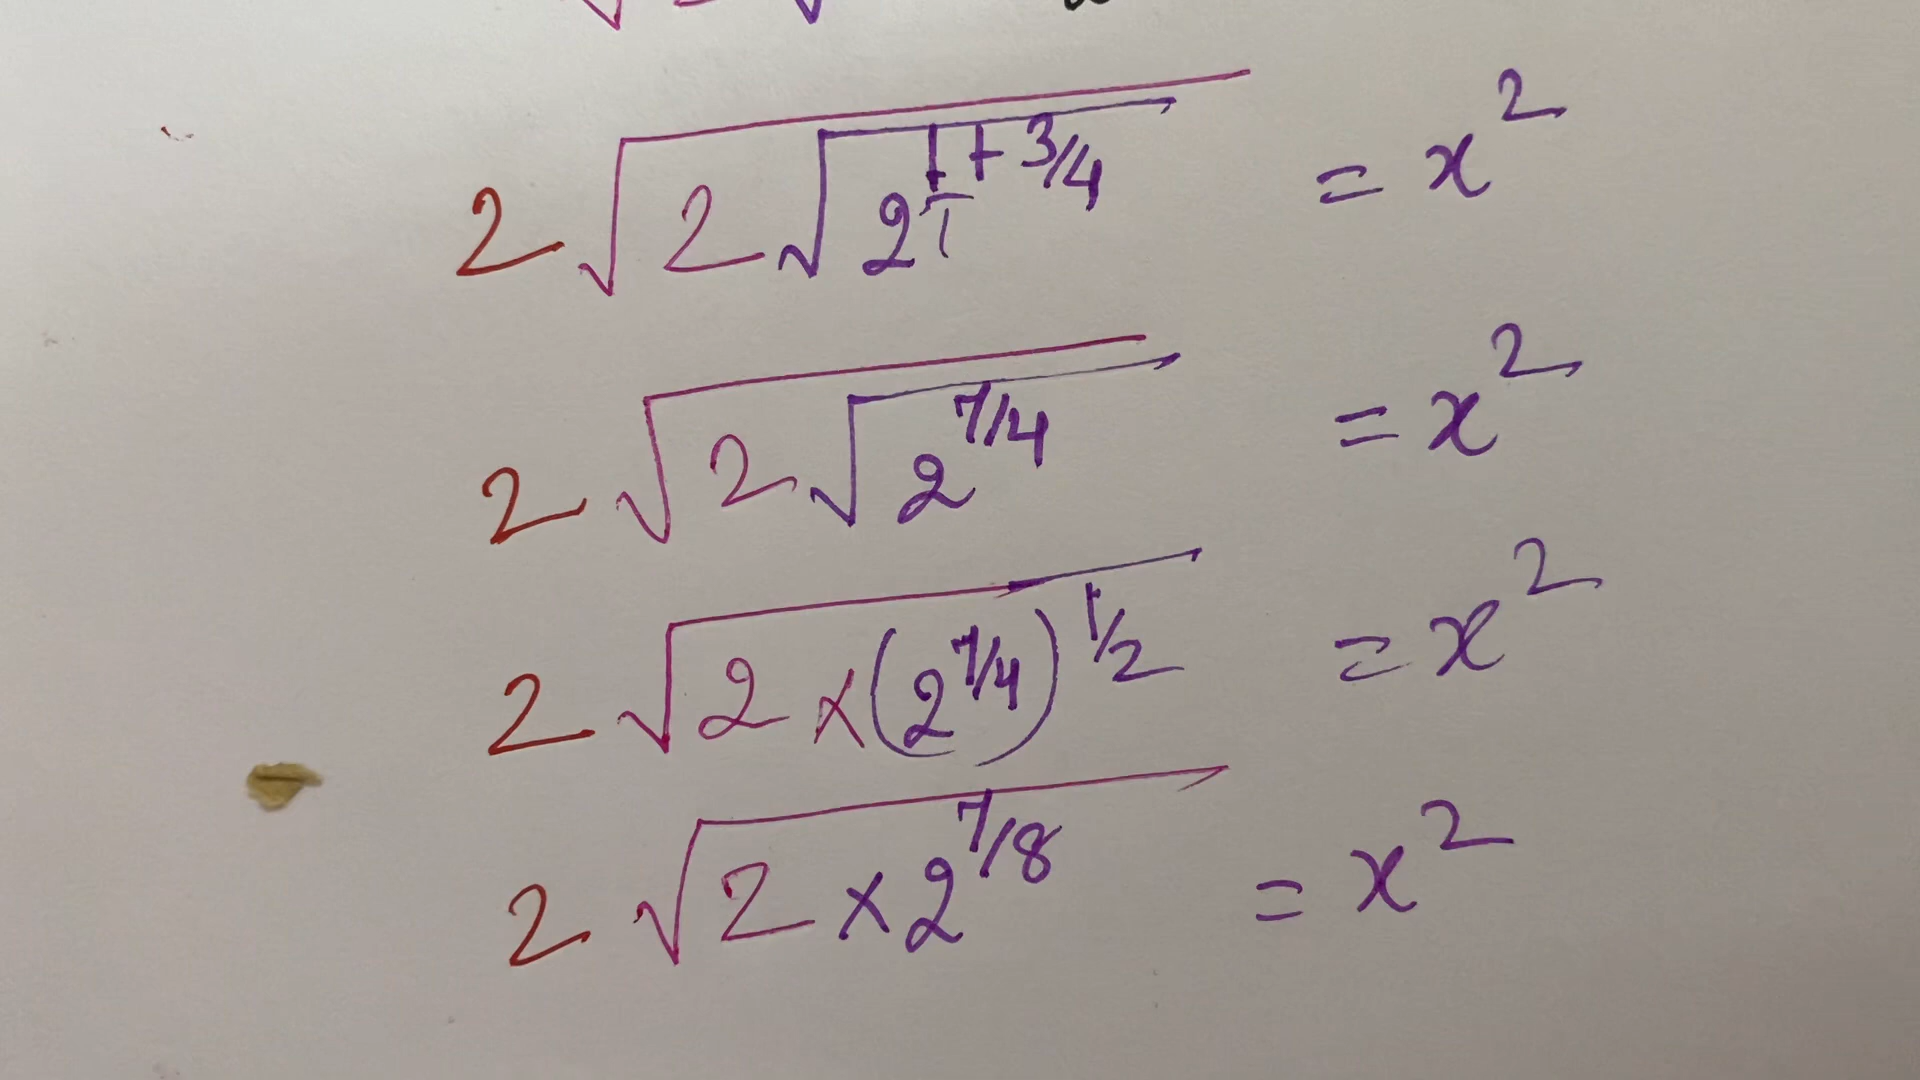 2√(2√(2^(1/1 + 3/4))) = x²
2√(2√(2^(7/4))) = x²
2√(2×(2^(7/4))^(1/2)) = x²
2√(2×2^(7/8)) = x²